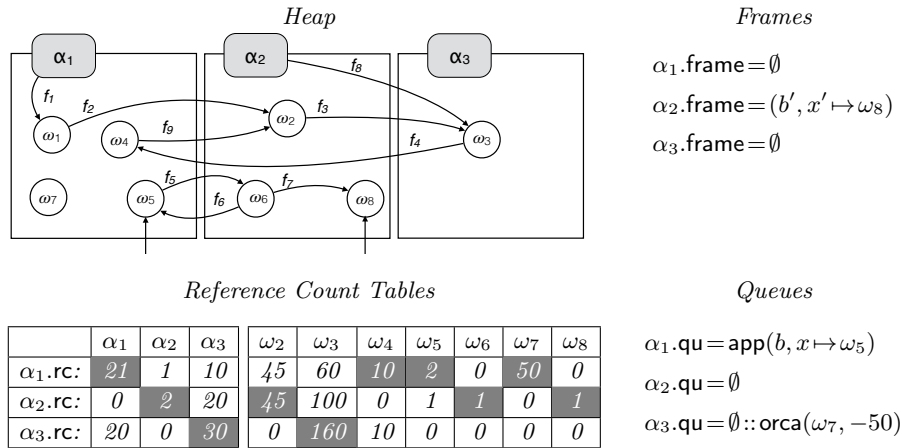 Heap
Frames
α1
α2
α3
f1
f2
f3
f8
f9
f4
ω1
ω4
ω2
ω3
f5
f7
f6
ω7
ω5
ω6
ω8
α1.frame=∅
α2.frame=(b′, x′↦ω8)
α3.frame=∅
Reference Count Tables
α1 α2 α3 ω2 ω3 ω4 ω5 ω6 ω7 ω8
α1.rc: 21 1 10 45 60 10 2 0 50 0
α2.rc: 0 2 20 45 100 0 1 1 0 1
α3.rc: 20 0 30 0 160 10 0 0 0 0
Queues
α1.qu=app(b, x↦ω5)
α2.qu=∅
α3.qu=∅::orca(ω7, −50)